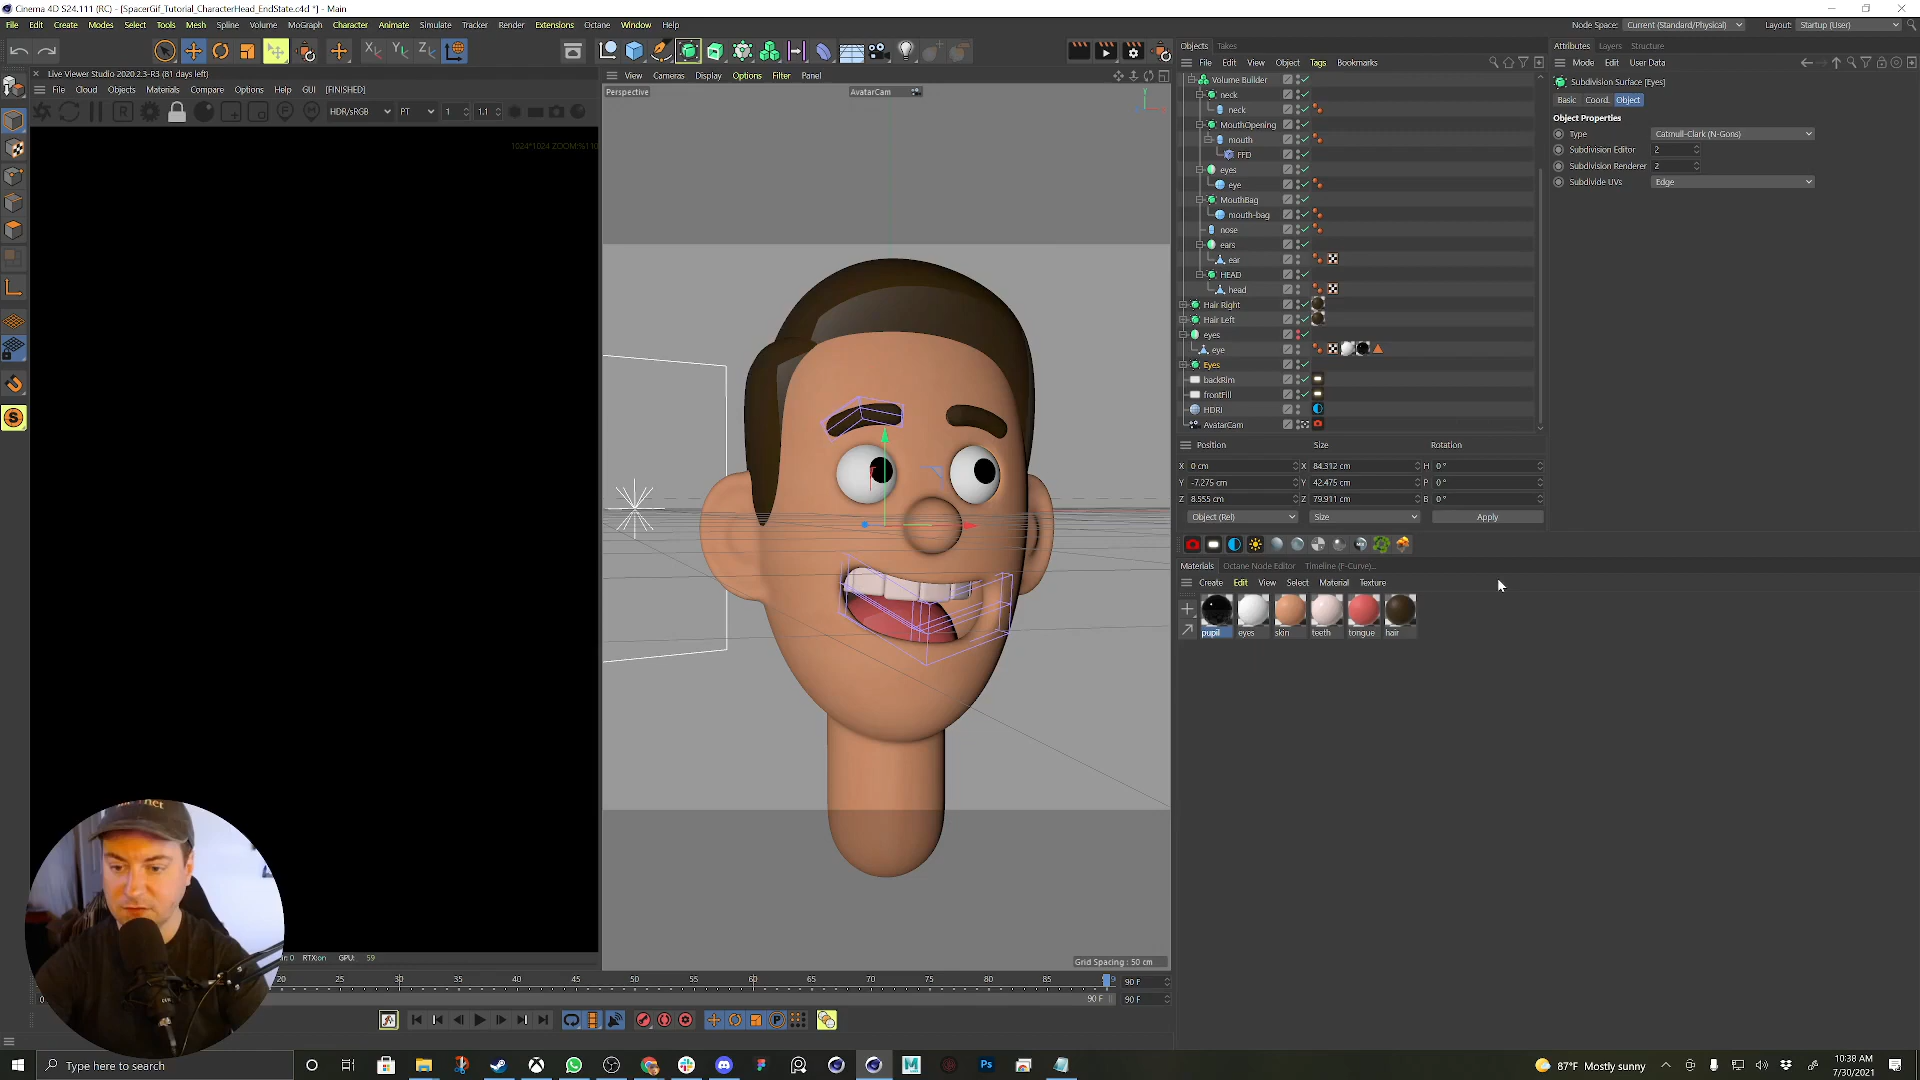 Cinema 4D S24.111 (RC) - [SpacerGif_Tutorial_CharacterHead_EndState.c4d *] - Main
File Edit Create Modes Select Tools Mesh Spline Volume MoGraph Character Animate Simulate Tracker Render Extensions Octane Window Help
Node Space: Current (Standard/Physical) Layout: Startup (User)
Live Viewer Studio 2020.2.3-R3 (81 days left)
File Cloud Objects Materials Compare Options Help GUI [FINISHED]
HDR/sRGB PT 1 1.1
1024*1024 ZOOM:%110
View Cameras Display Options Filter Panel
Perspective AvatarCam
Y
Grid Spacing : 50 cm
RTX:on GPU: 59
Objects Takes
File Edit View Object Tags Bookmarks
Volume Builder
neck
neck
MouthOpening
mouth
FFD
eyes
eye
MouthBag
mouth-bag
nose
ears
ear
HEAD
head
Hair Right
Hair Left
eyes
eye
Eyes
backRim
frontFill
HDRI
AvatarCam
Position Size Rotation
X 0 cm X 84.312 cm H 0 °
Y -7.275 cm Y 42.475 cm P 0 °
Z 8.555 cm Z 79.911 cm B 0 °
Object (Rel) Size Apply
Materials Octane Node Editor Timeline (F-Curve)...
Create Edit View Select Material Texture
pupil eyes skin teeth tongue hair
Attributes Layers Structure
Mode Edit User Data
Subdivision Surface [Eyes]
Basic Coord. Object
Object Properties
Type Catmull-Clark (N-Gons)
Subdivision Editor 2
Subdivision Renderer 2
Subdivide UVs Edge
20 30 35 40 45 50 55 60 65 70 75 80 85 90 F
90 F 90 F
Type here to search
87°F Mostly sunny
10:38 AM
7/30/2021